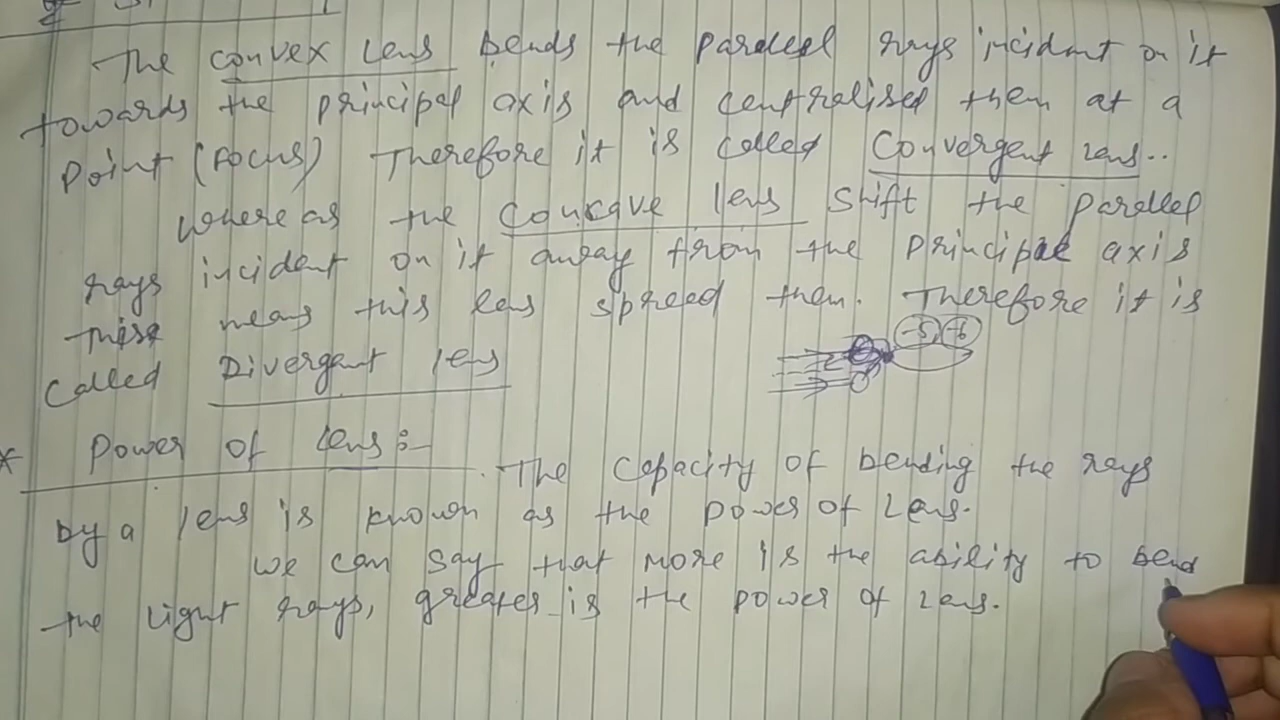 The convex lens bends the parallel rays incident on it
towards the principal axis and centralised them at a
point (focus) Therefore it is called Convergent lens..
whereas the concave lens shift the parallel
rays incident on it away from the principal axis
means this lens spread them. Therefore it is
-5 -6
called Divergent lens
* Power of lens:-
The capacity of bending the rays
by a lens is known as the power of Lens.
we can say that more is the ability to bend
the light rays, greater is the power of Lens.